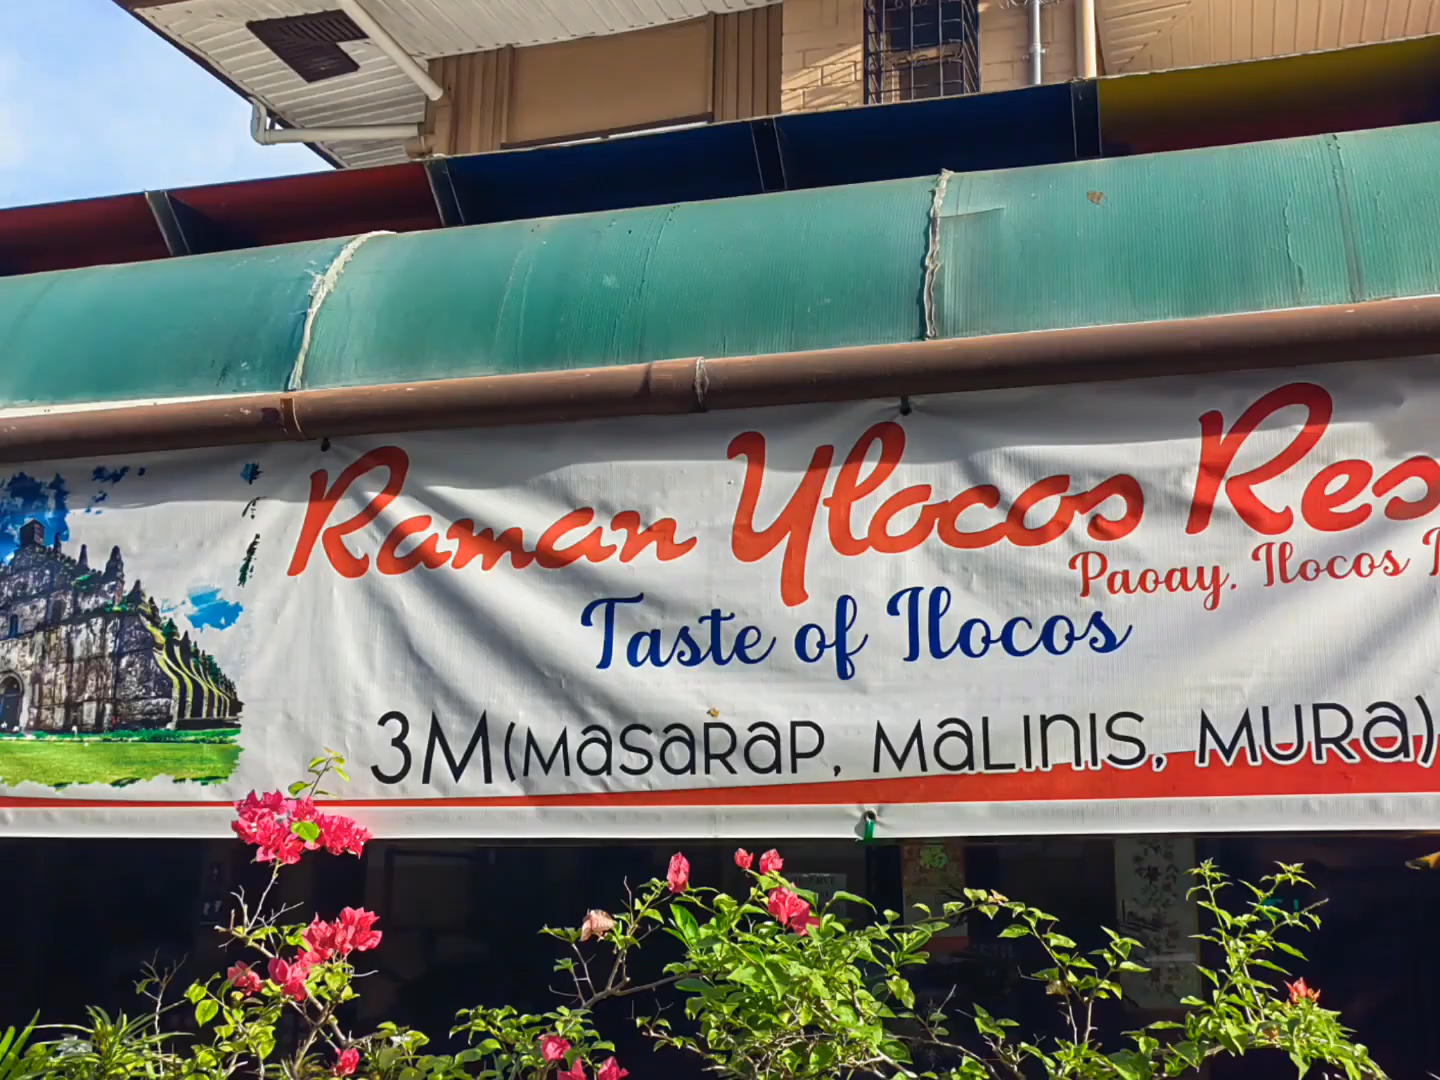 Raman Ylocos Res
Paoay, Ilocos
Taste of Ilocos
3M(MASARAP, MALINIS, MURA)